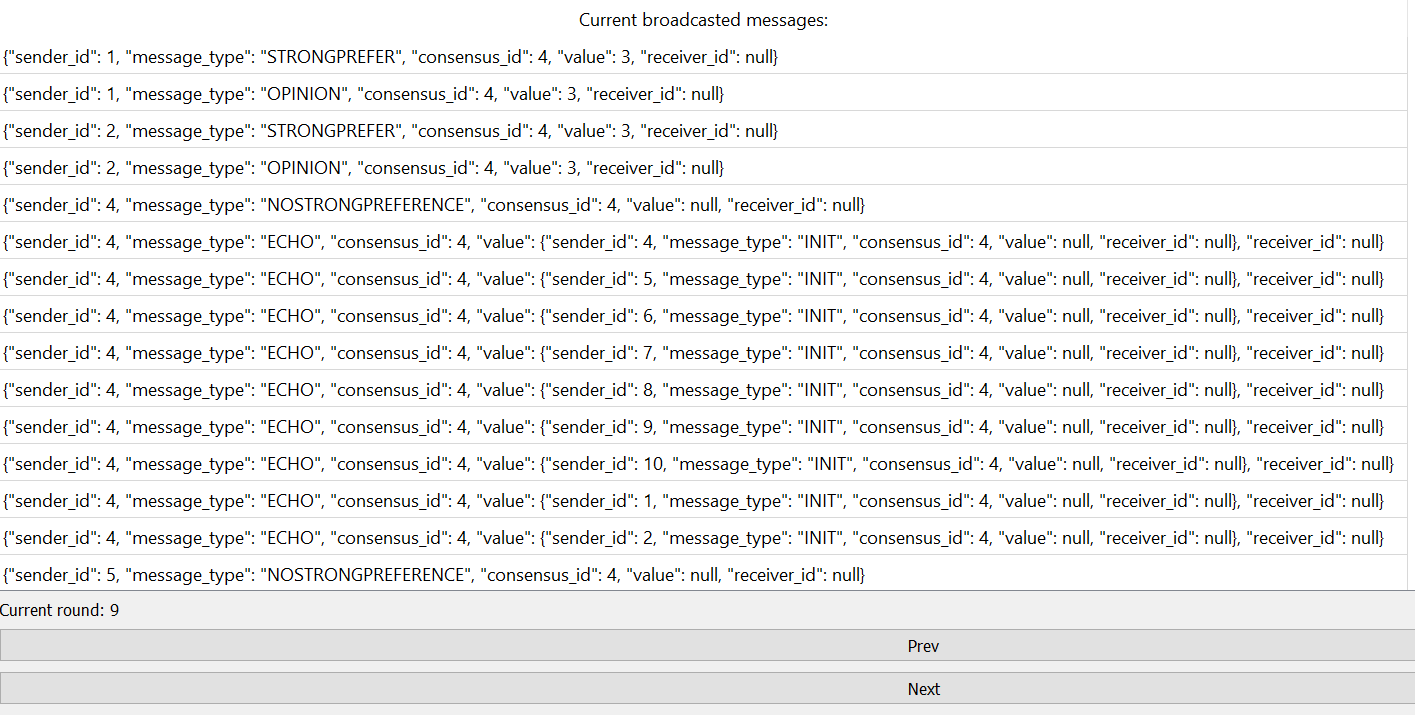 Current broadcasted messages:
{"sender_id": 1, "message_type": "STRONGPREFER", "consensus_id": 4, "value": 3, "receiver_id": null}
{"sender_id": 1, "message_type": "OPINION", "consensus_id": 4, "value": 3, "receiver_id": null}
{"sender_id": 2, "message_type": "STRONGPREFER", "consensus_id": 4, "value": 3, "receiver_id": null}
{"sender_id": 2, "message_type": "OPINION", "consensus_id": 4, "value": 3, "receiver_id": null}
{"sender_id": 4, "message_type": "NOSTRONGPREFERENCE", "consensus_id": 4, "value": null, "receiver_id": null}
{"sender_id": 4, "message_type": "ECHO", "consensus_id": 4, "value": {"sender_id": 4, "message_type": "INIT", "consensus_id": 4, "value": null, "receiver_id": null}, "receiver_id": null}
{"sender_id": 4, "message_type": "ECHO", "consensus_id": 4, "value": {"sender_id": 5, "message_type": "INIT", "consensus_id": 4, "value": null, "receiver_id": null}, "receiver_id": null}
{"sender_id": 4, "message_type": "ECHO", "consensus_id": 4, "value": {"sender_id": 6, "message_type": "INIT", "consensus_id": 4, "value": null, "receiver_id": null}, "receiver_id": null}
{"sender_id": 4, "message_type": "ECHO", "consensus_id": 4, "value": {"sender_id": 7, "message_type": "INIT", "consensus_id": 4, "value": null, "receiver_id": null}, "receiver_id": null}
{"sender_id": 4, "message_type": "ECHO", "consensus_id": 4, "value": {"sender_id": 8, "message_type": "INIT", "consensus_id": 4, "value": null, "receiver_id": null}, "receiver_id": null}
{"sender_id": 4, "message_type": "ECHO", "consensus_id": 4, "value": {"sender_id": 9, "message_type": "INIT", "consensus_id": 4, "value": null, "receiver_id": null}, "receiver_id": null}
{"sender_id": 4, "message_type": "ECHO", "consensus_id": 4, "value": {"sender_id": 10, "message_type": "INIT", "consensus_id": 4, "value": null, "receiver_id": null}, "receiver_id": null}
{"sender_id": 4, "message_type": "ECHO", "consensus_id": 4, "value": {"sender_id": 1, "message_type": "INIT", "consensus_id": 4, "value": null, "receiver_id": null}, "receiver_id": null}
{"sender_id": 4, "message_type": "ECHO", "consensus_id": 4, "value": {"sender_id": 2, "message_type": "INIT", "consensus_id": 4, "value": null, "receiver_id": null}, "receiver_id": null}
{"sender_id": 5, "message_type": "NOSTRONGPREFERENCE", "consensus_id": 4, "value": null, "receiver_id": null}
Current round: 9
Prev
Next